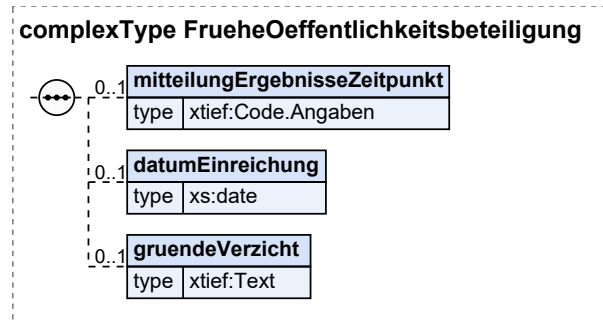 complexType FrueheOeffentlichkeitsbeteiligung
0..1 mitteilungErgebnisseZeitpunkt
type xtief:Code.Angaben
0..1 datumEinreichung
type xs:date
0..1 gruendeVerzicht
type xtief:Text